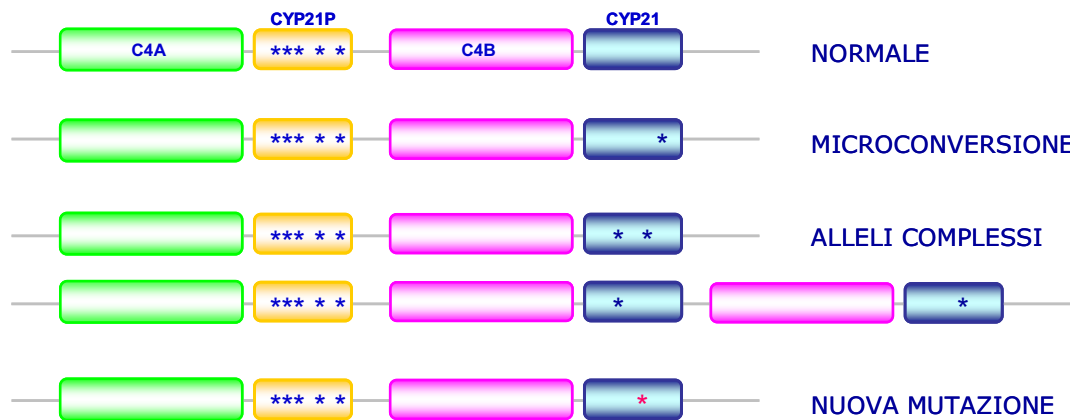 CYP21P CYP21
C4A *** * * C4B NORMALE
*** * * * MICROCONVERSIONE
*** * * * * ALLELI COMPLESSI
*** * * * *
*** * * * NUOVA MUTAZIONE